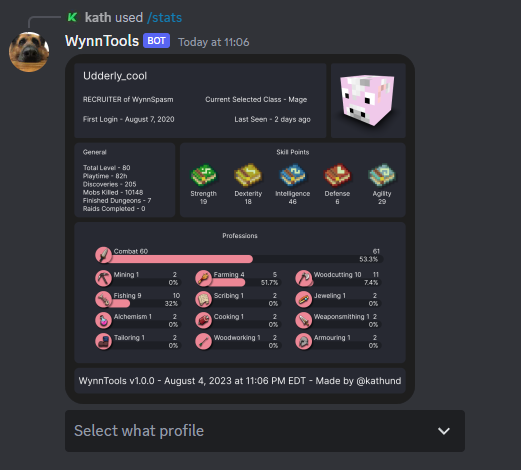 kath used /stats
WynnTools BOT Today at 11:06
Udderly_cool
RECRUITER of WynnSpasm Current Selected Class - Mage
First Login - August 7, 2020 Last Seen - 2 days ago
General
Total Level - 80
Playtime - 82h
Discoveries - 205
Mobs Killed - 10148
Finished Dungeons - 7
Raids Completed - 0
Skill Points
Strength Dexterity Intelligence Defense Agility
19 18 46 6 29
Professions
Combat 60 61
53.3%
Mining 1 2 Farming 4 5 Woodcutting 10 11
0% 51.7% 7.4%
Fishing 9 10 Scribing 1 2 Jeweling 1 2
32% 0% 0%
Alchemism 1 2 Cooking 1 2 Weaponsmithing 1 2
0% 0% 0%
Tailoring 1 2 Woodworking 1 2 Armouring 1 2
0% 0% 0%
WynnTools v1.0.0 - August 4, 2023 at 11:06 PM EDT - Made by @kathund
Select what profile